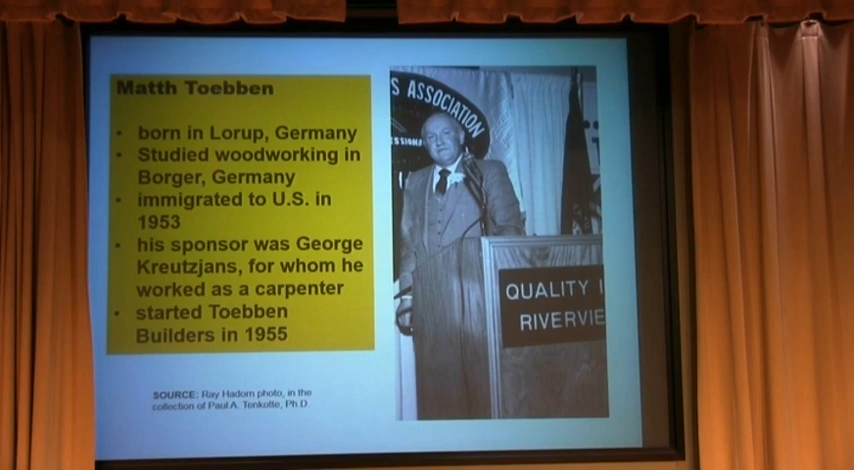 Matth Toebben
• born in Lorup, Germany
• Studied woodworking in
Borger, Germany
• immigrated to U.S. in
1953
• his sponsor was George
Kreutzjans, for whom he
worked as a carpenter
• started Toebben
Builders in 1955
SOURCE: Ray Hadorn photo, in the
collection of Paul A. Tenkotte, Ph.D.
S ASSOCIATION
QUALITY I
RIVERVIE